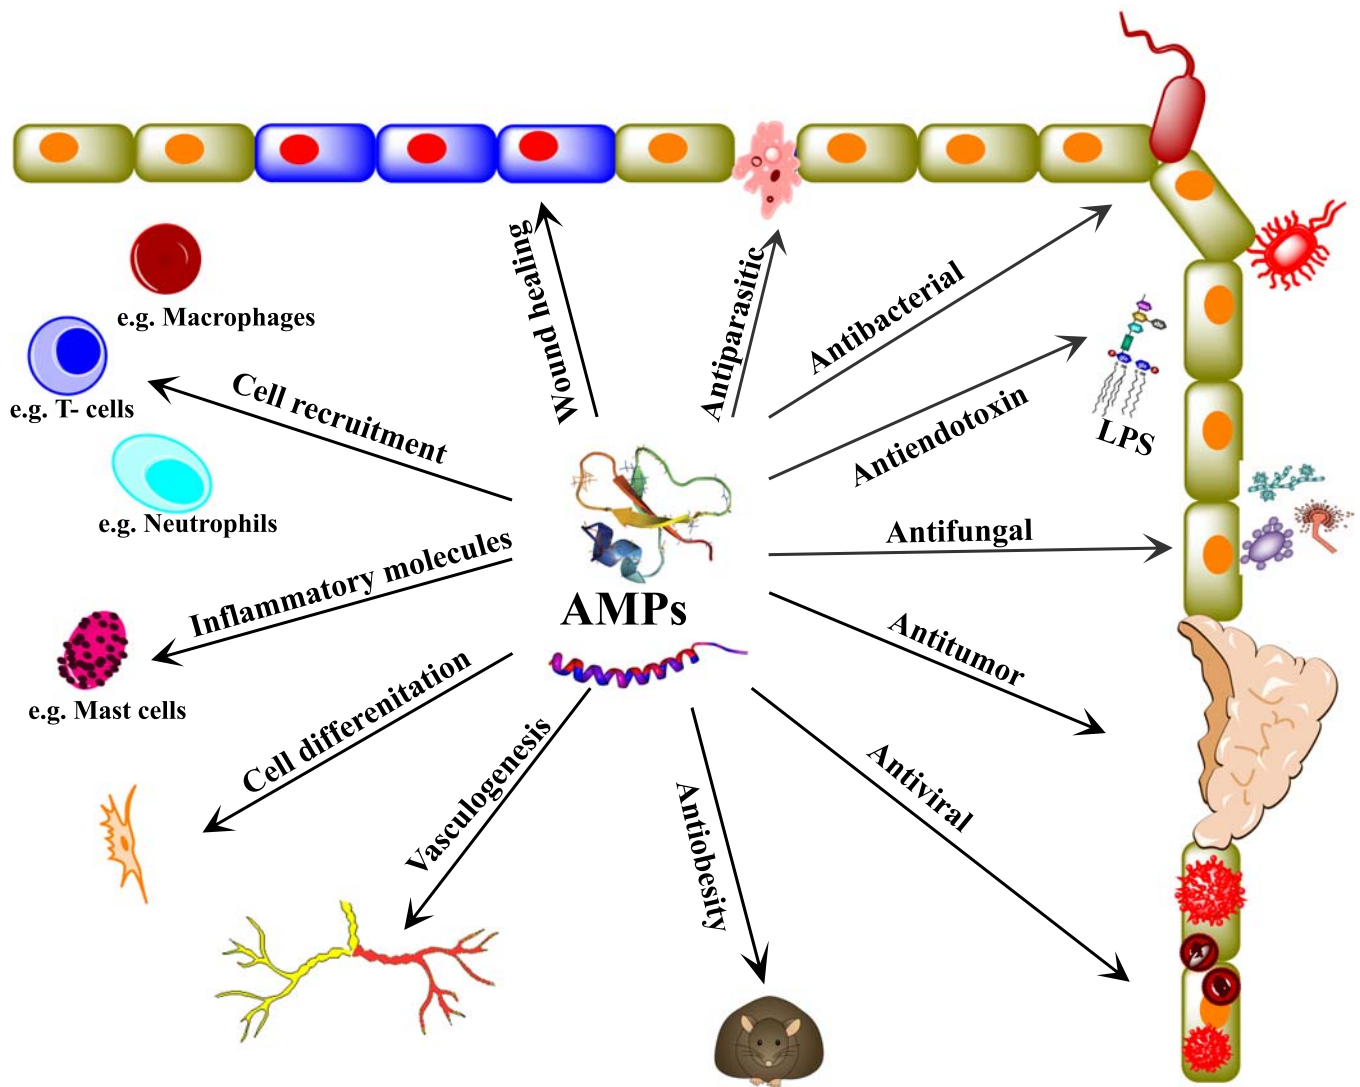 Wound healing
Antiparasitic
Antibacterial
Antiendotoxin
LPS
e.g. Macrophages
e.g. T- cells
Cell recruitment
e.g. Neutrophils
Inflammatory molecules
Antifungal
AMPs
e.g. Mast cells
Cell differenitation
Antitumor
Vasculogenesis
Antiobesity
Antiviral